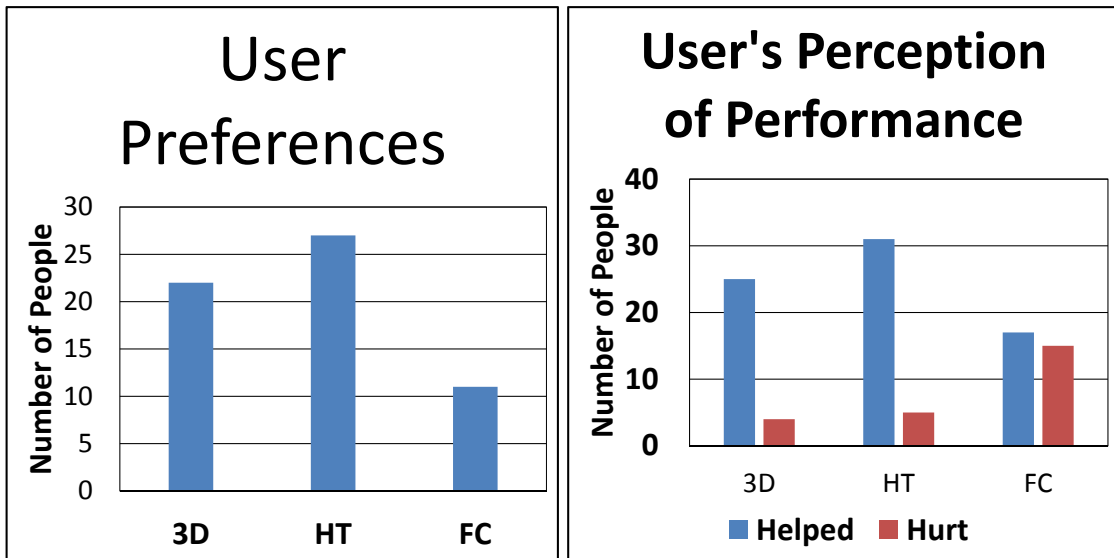 User
Preferences
Number of People
30
25
20
15
10
5
0
3D HT FC
User's Perception
of Performance
Number of People
40
30
20
10
0
3D HT FC
Helped Hurt